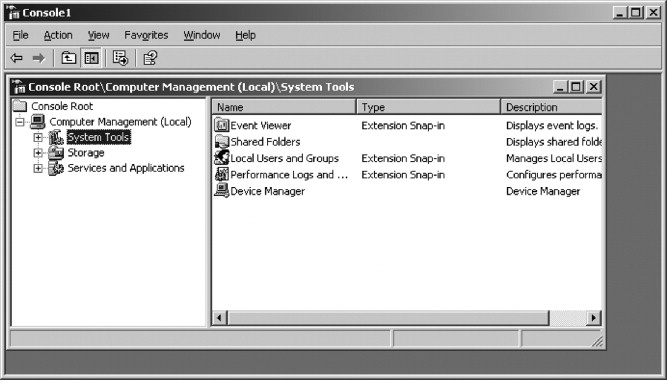 Console1
File Action View Favorites Window Help
Console Root\Computer Management (Local)\System Tools
Console Root
Computer Management (Local)
System Tools
Storage
Services and Applications
Name Type Description
Event Viewer Extension Snap-in Displays event logs.
Shared Folders Displays shared folde
Local Users and Groups Extension Snap-in Manages Local Users
Performance Logs and ... Extension Snap-in Configures performa
Device Manager Device Manager